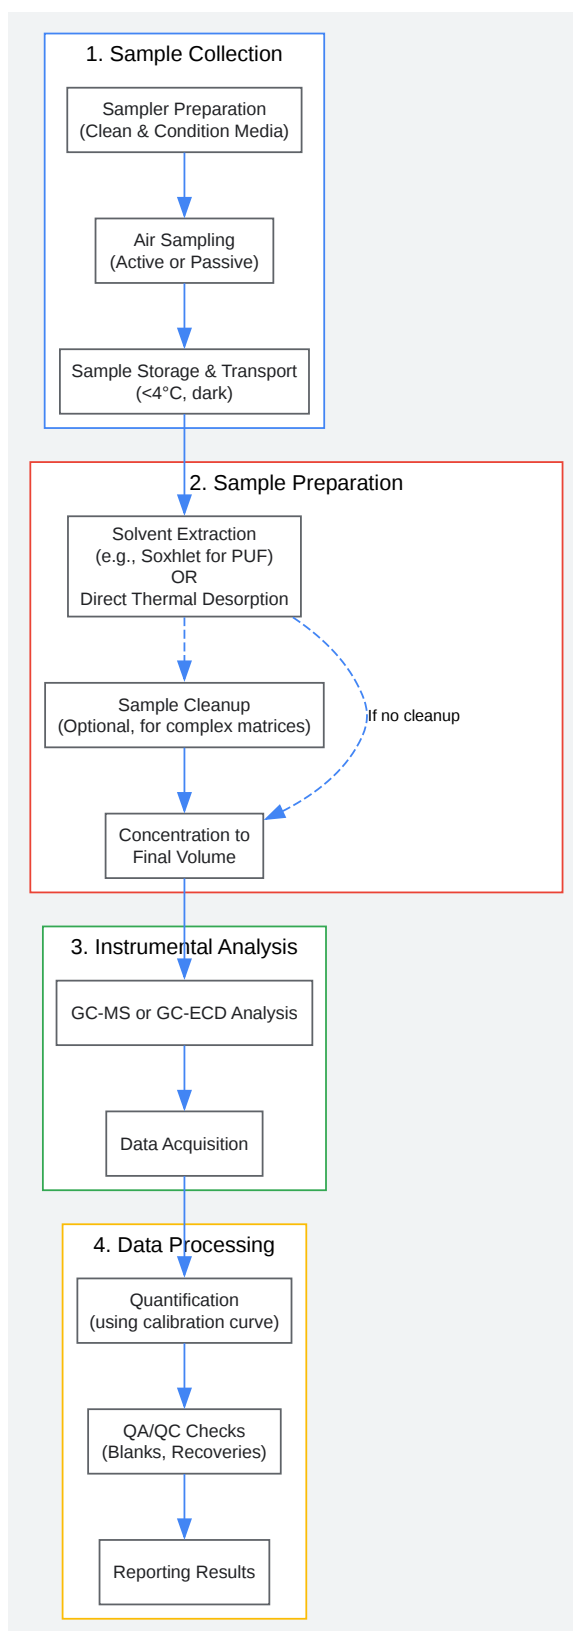 1. Sample Collection
Sampler Preparation
(Clean & Condition Media)
Air Sampling
(Active or Passive)
Sample Storage & Transport
(<4°C, dark)
2. Sample Preparation
Solvent Extraction
(e.g., Soxhlet for PUF)
OR
Direct Thermal Desorption
Sample Cleanup
(Optional, for complex matrices)
If no cleanup
Concentration to
Final Volume
3. Instrumental Analysis
GC-MS or GC-ECD Analysis
Data Acquisition
4. Data Processing
Quantification
(using calibration curve)
QA/QC Checks
(Blanks, Recoveries)
Reporting Results